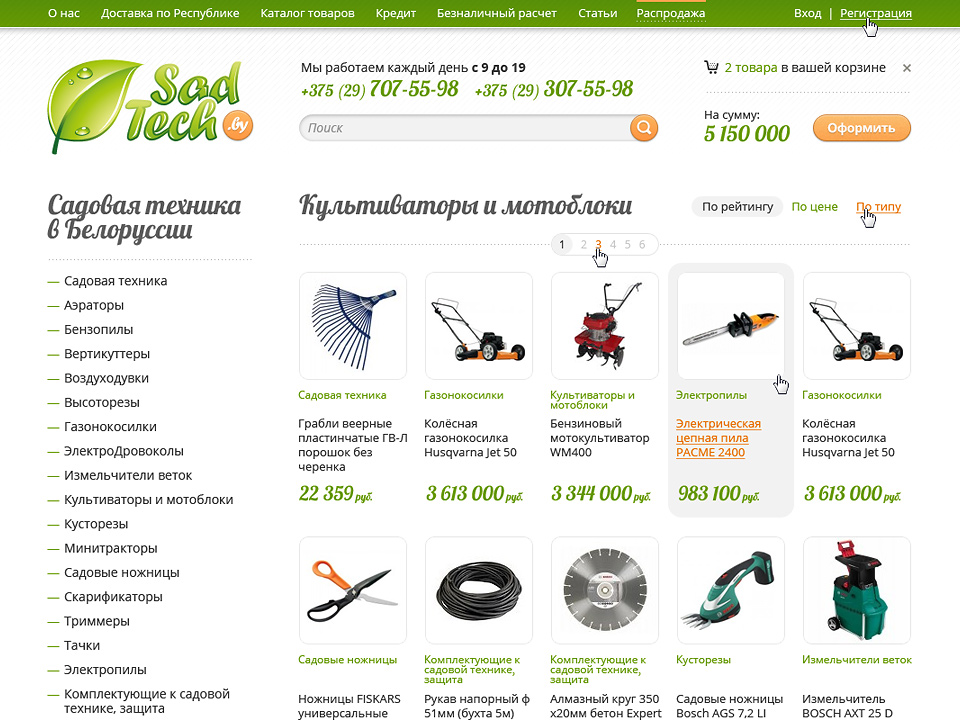 О нас Доставка по Республике Каталог товаров Кредит Безналичный расчет Статьи Распродажа Вход | Регистрация
Sad
Tech
.by
Мы работаем каждый день с 9 до 19
+375 (29) 707-55-98 +375 (29) 307-55-98
Поиск
2 товара в вашей корзине ×
На сумму:
5 150 000
Оформить
Садовая техника
в Белоруссии
— Садовая техника
— Аэраторы
— Бензопилы
— Вертикуттеры
— Воздуходувки
— Высоторезы
— Газонокосилки
— ЭлектроДровоколы
— Измельчители веток
— Культиваторы и мотоблоки
— Кусторезы
— Минитракторы
— Садовые ножницы
— Скарификаторы
— Триммеры
— Тачки
— Электропилы
— Комплектующие к садовой
технике, защита
Культиваторы и мотоблоки
По рейтингу По цене По типу
1 2 3 4 5 6
Садовая техника
Грабли веерные
пластинчатые ГВ-Л
порошок без
черенка
22 359 руб.
Газонокосилки
Колёсная
газонокосилка
Husqvarna Jet 50
3 613 000 руб.
Культиваторы и
мотоблоки
Бензиновый
мотокультиватор
WM400
3 344 000 руб.
Электропилы
Электрическая
цепная пила
PACME 2400
983 100 руб.
Газонокосилки
Колёсная
газонокосилка
Husqvarna Jet 50
3 613 000 руб.
Садовые ножницы
Ножницы FISKARS
универсальные
Комплектующие к
садовой технике,
защита
Рукав напорный ф
51мм (бухта 5м)
Комплектующие к
садовой технике,
защита
Алмазный круг 350
х20мм бетон Expert
Кусторезы
Садовые ножницы
Bosch AGS 7,2 LI
Измельчители веток
Измельчитель
BOSCH AXT 25 D